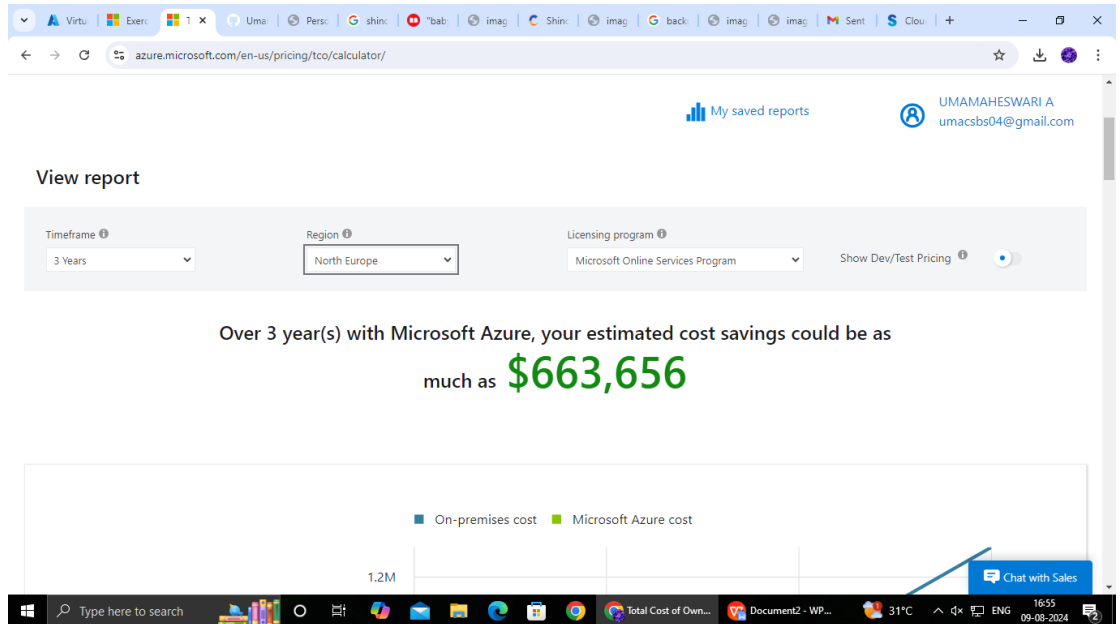 Virtu
Exerc
T
Uma
Perso
shinc
"bab
imag
Shinc
imag
back
imag
imag
Sent
Clou
azure.microsoft.com/en-us/pricing/tco/calculator/
My saved reports
UMAMAHESWARI A
umacsbs04@gmail.com
View report
Timeframe
Region
Licensing program
3 Years
North Europe
Microsoft Online Services Program
Show Dev/Test Pricing
Over 3 year(s) with Microsoft Azure, your estimated cost savings could be as
much as $663,656
On-premises cost
Microsoft Azure cost
1.2M
Chat with Sales
Type here to search
Total Cost of Own...
Document2 - WP...
31°C
ENG
16:55
09-08-2024
2